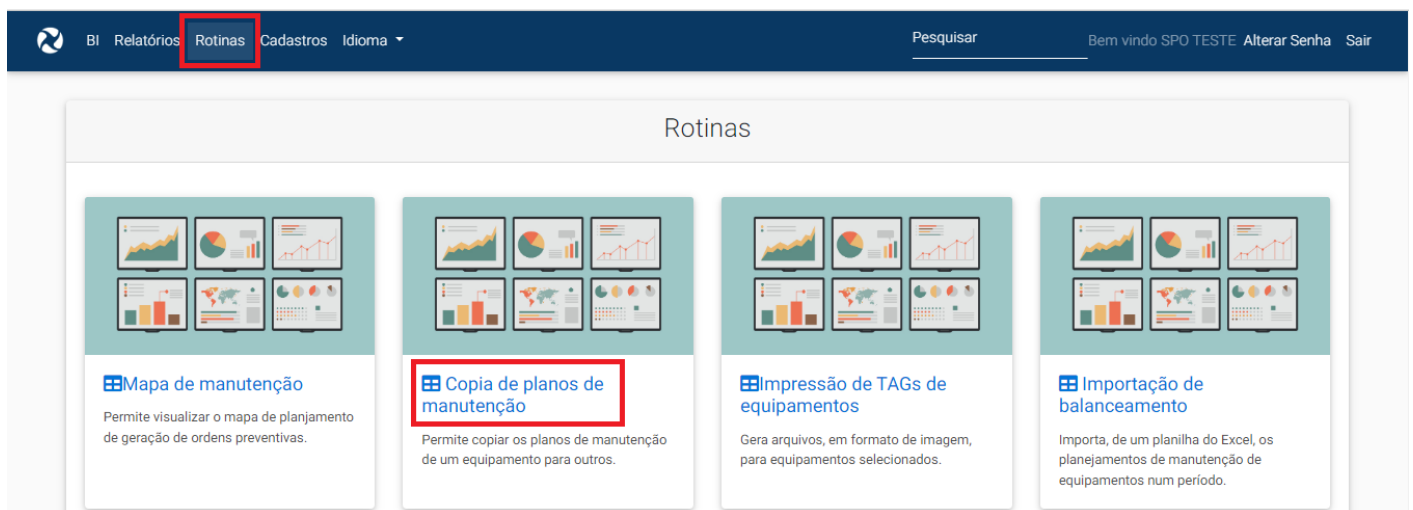 BI Relatórios Rotinas Cadastros Idioma Pesquisar Bem vindo SPO TESTE Alterar Senha Sair
Rotinas
Mapa de manutenção
Permite visualizar o mapa de planjamento
de geração de ordens preventivas.
Copia de planos de
manutenção
Permite copiar os planos de manutenção
de um equipamento para outros.
Impressão de TAGs de
equipamentos
Gera arquivos, em formato de imagem,
para equipamentos selecionados.
Importação de
balanceamento
Importa, de um planilha do Excel, os
planejamentos de manutenção de
equipamentos num período.